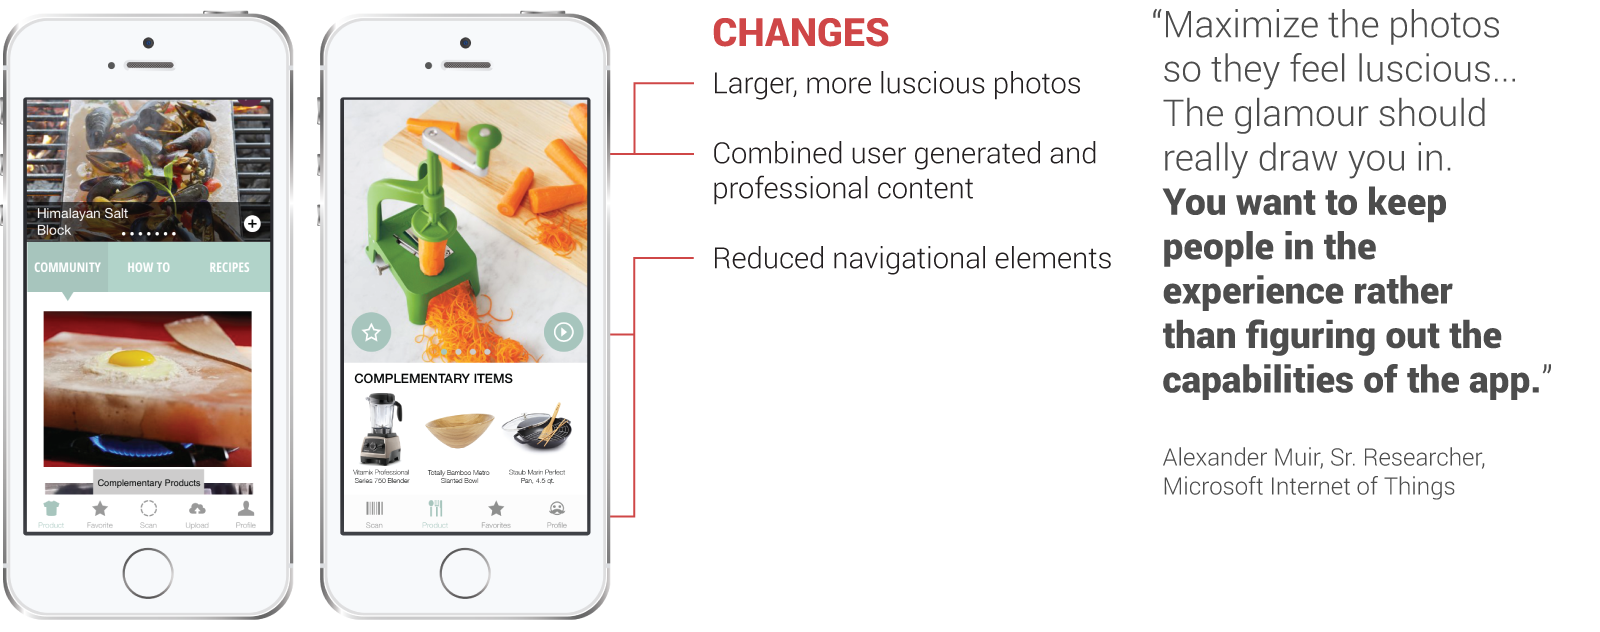 Himalayan Salt
Block
COMMUNITY
HOW TO
RECIPES
Complementary Products
Product
Favorite
Scan
Upload
Profile
COMPLEMENTARY ITEMS
Vitamix Professional
Series 750 Blender
Totally Bamboo Metro
Slanted Bowl
Staub Marin Perfect
Pan, 4.5 qt.
Scan
Product
Favorites
Profile
CHANGES
Larger, more luscious photos
Combined user generated and
professional content
Reduced navigational elements
“Maximize the photos
so they feel luscious...
The glamour should
really draw you in.
You want to keep
people in the
experience rather
than figuring out the
capabilities of the app.”
Alexander Muir, Sr. Researcher,
Microsoft Internet of Things